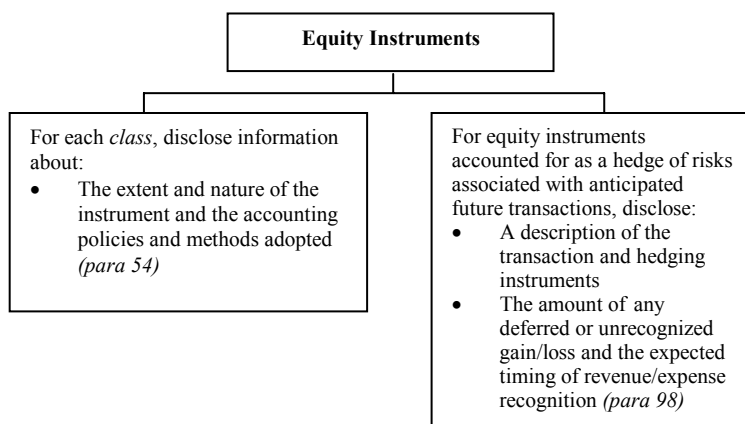 Equity Instruments
For each class, disclose information
about:
• The extent and nature of the
instrument and the accounting
policies and methods adopted
(para 54)
For equity instruments
accounted for as a hedge of risks
associated with anticipated
future transactions, disclose:
• A description of the
transaction and hedging
instruments
• The amount of any
deferred or unrecognized
gain/loss and the expected
timing of revenue/expense
recognition (para 98)